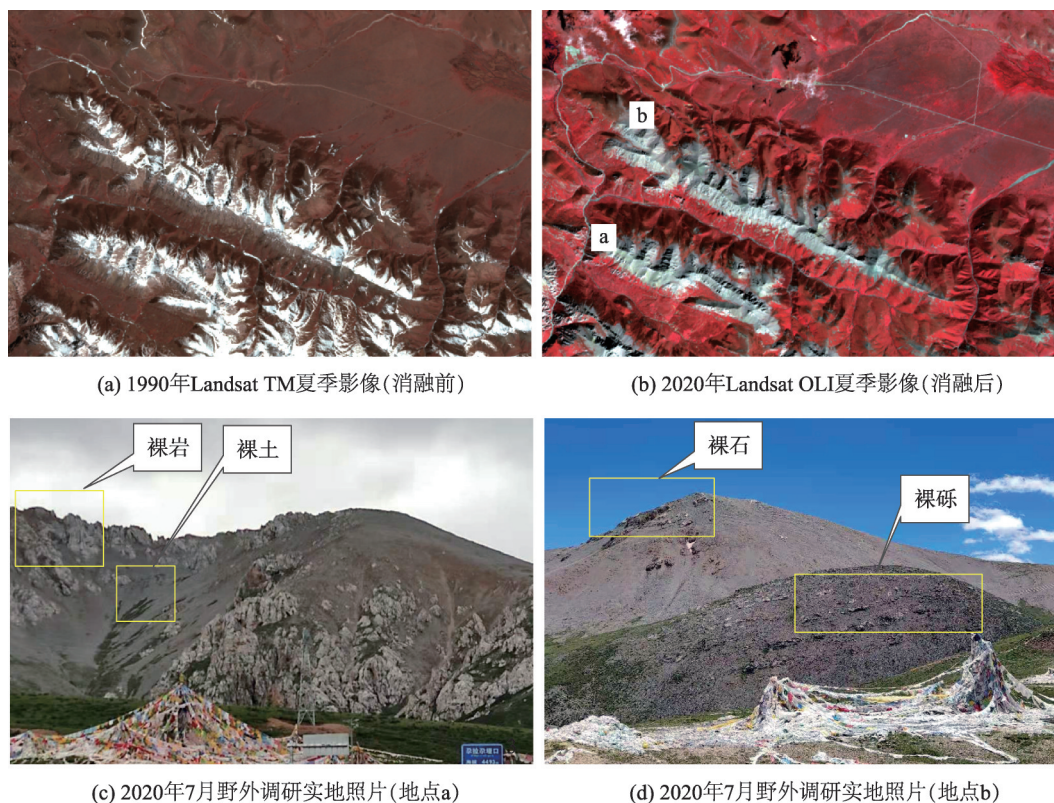 b
a
(a) 1990年Landsat TM夏季影像(消融前)
(b) 2020年Landsat OLI夏季影像(消融后)
裸岩
裸土
裸石
裸砾
(c) 2020年7月野外调研实地照片(地点a)
(d) 2020年7月野外调研实地照片(地点b)